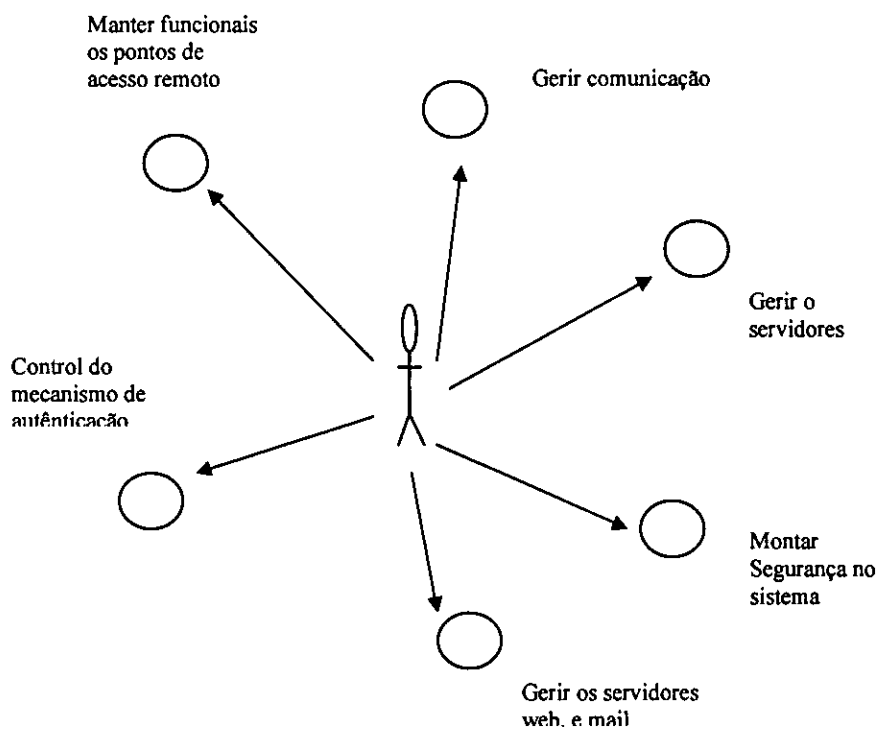 Manter funcionais
os pontos de
acesso remoto
Gerir comunicação
Gerir o
servidores
Control do
mecanismo de
autênticação
Montar
Segurança no
sistema
Gerir os servidores
web, e mail